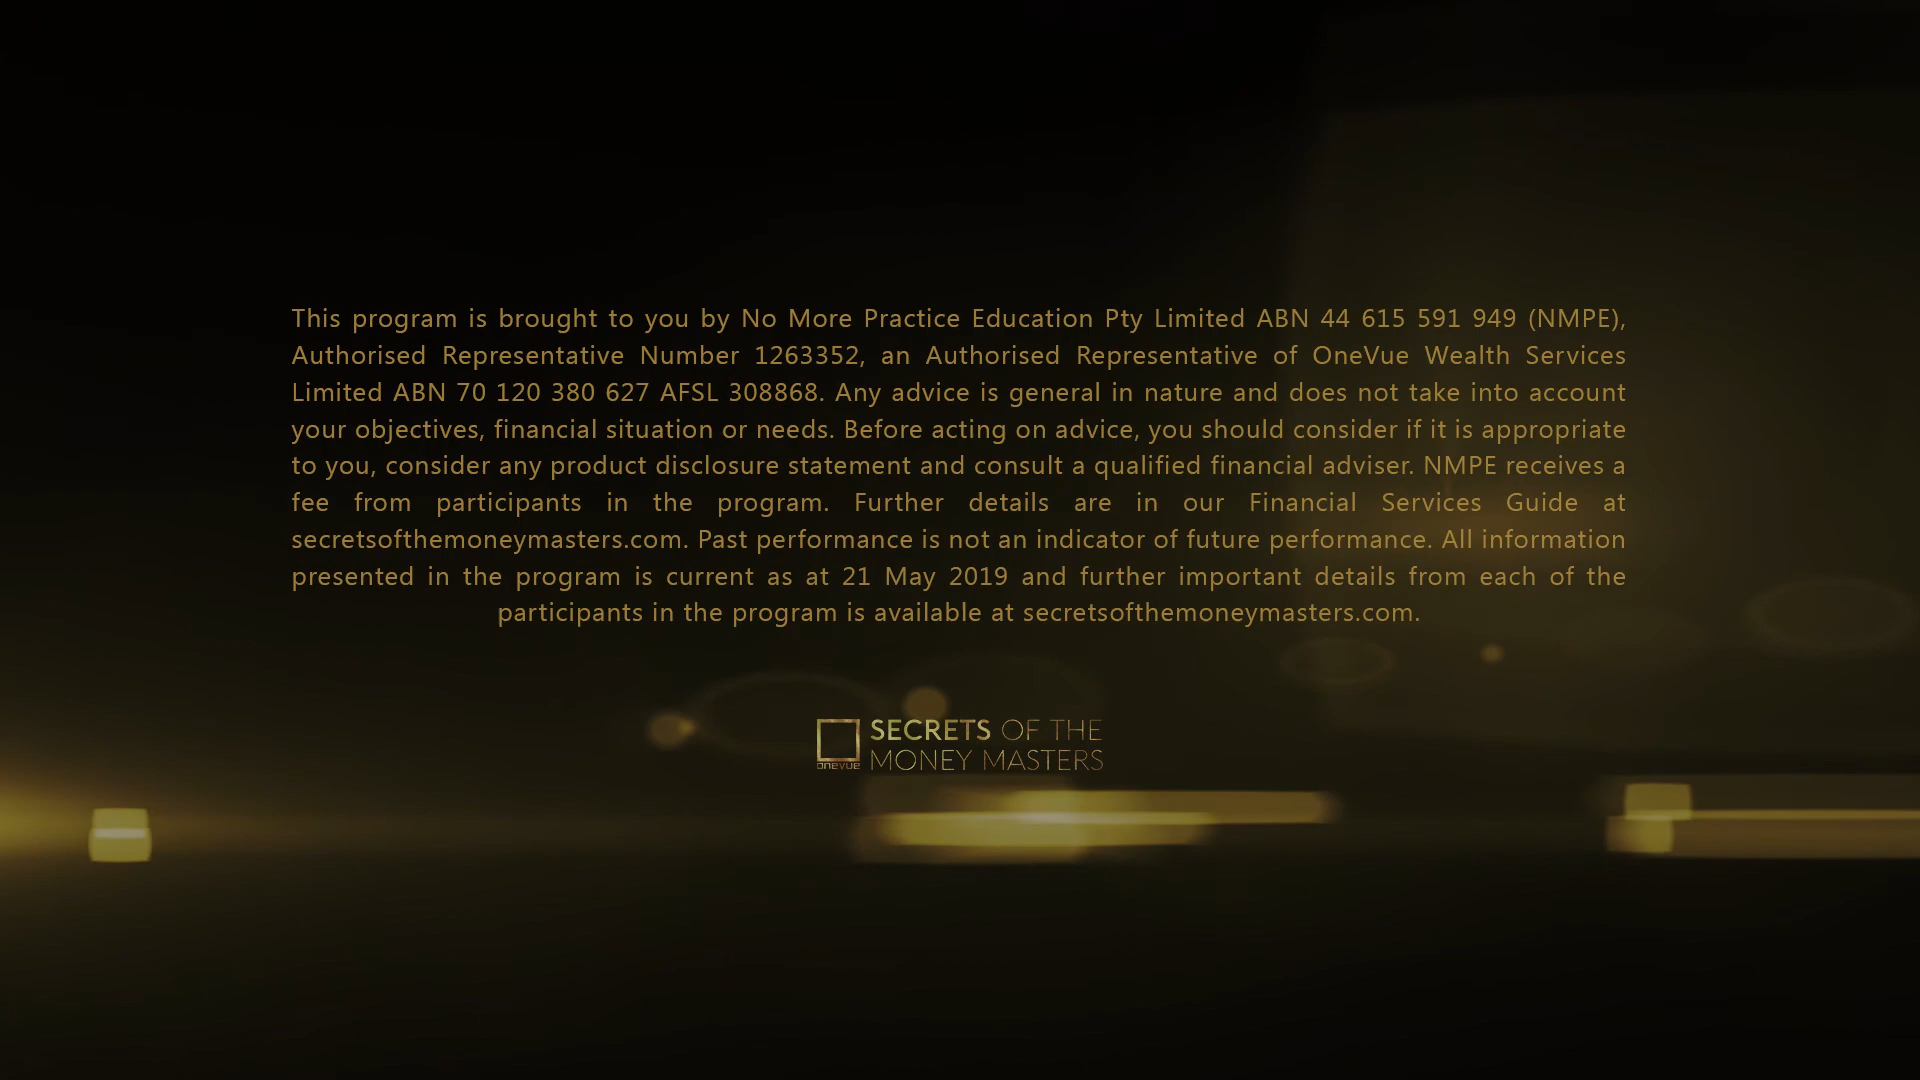 This program is brought to you by No More Practice Education Pty Limited ABN 44 615 591 949 (NMPE),
Authorised Representative Number 1263352, an Authorised Representative of OneVue Wealth Services
Limited ABN 70 120 380 627 AFSL 308868. Any advice is general in nature and does not take into account
your objectives, financial situation or needs. Before acting on advice, you should consider if it is appropriate
to you, consider any product disclosure statement and consult a qualified financial adviser. NMPE receives a
fee from participants in the program. Further details are in our Financial Services Guide at
secretsofthemoneymasters.com. Past performance is not an indicator of future performance. All information
presented in the program is current as at 21 May 2019 and further important details from each of the
participants in the program is available at secretsofthemoneymasters.com.
SECRETS OF THE
MONEY MASTERS
onevue